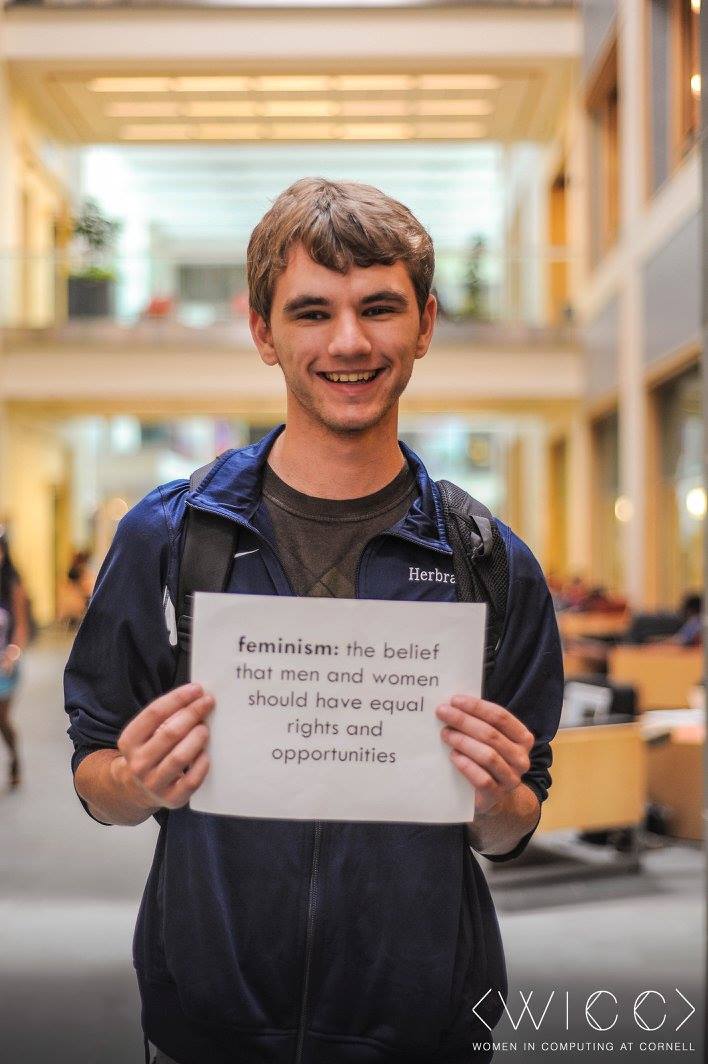 Herbra
feminism: the belief
that men and women
should have equal
rights and
opportunities
<WICC>
WOMEN IN COMPUTING AT CORNELL